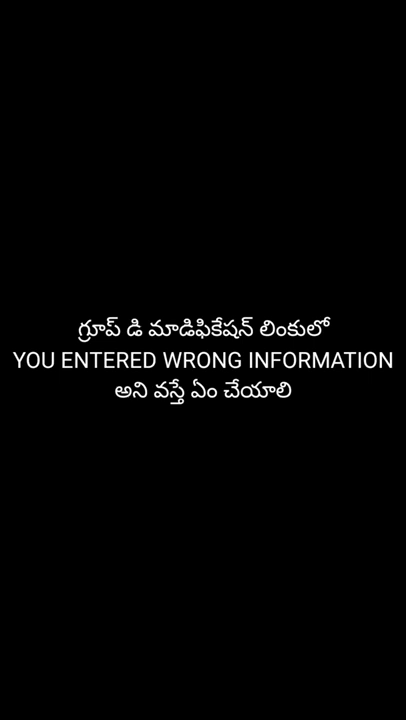 గ్రూప్ డి మాడిఫికేషన్ లింకులో
YOU ENTERED WRONG INFORMATION
అని వస్తే ఏం చేయాలి